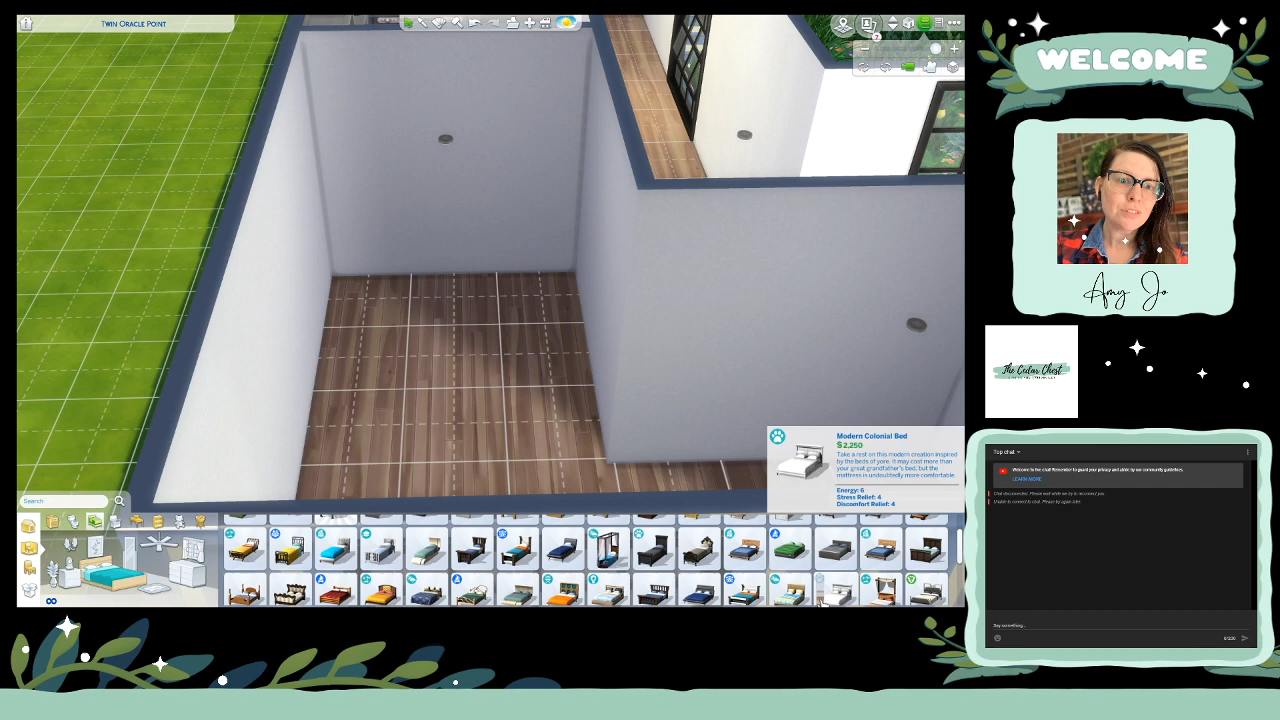 Twin Oracle Point
7
WELCOME
Amy Jo
The Cedar Chest
Modern Colonial Bed
$2,250
Take a rest on this modern creation inspired
by the beds of yore. It may cost more than
your great grandfather's bed, but the
mattress is undoubtedly more comfortable.
Energy: 6
Stress Relief: 4
Discomfort Relief: 4
Search
Top chat
Welcome to the chat! Remember to guard your privacy and abide by our community guidelines.
LEARN MORE
Chat disconnected. Please wait while we try to reconnect you.
Unable to connect to chat. Please try again later.
Say something...
0/200